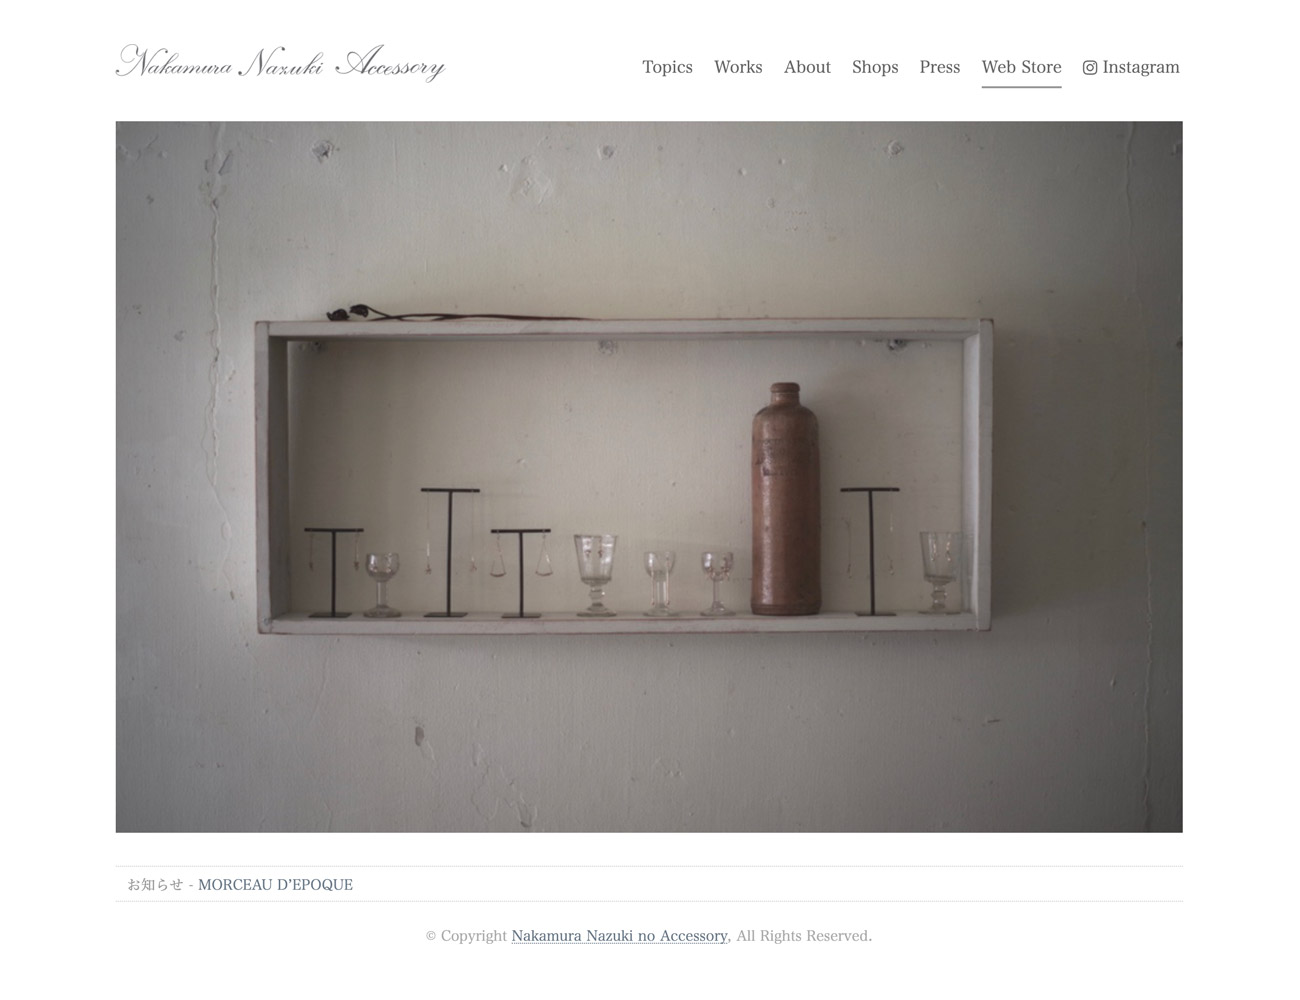 Nakamura Nazuki Accessory
Topics Works About Shops Press Web Store Instagram
お知らせ - MORCEAU D’EPOQUE
© Copyright Nakamura Nazuki no Accessory, All Rights Reserved.